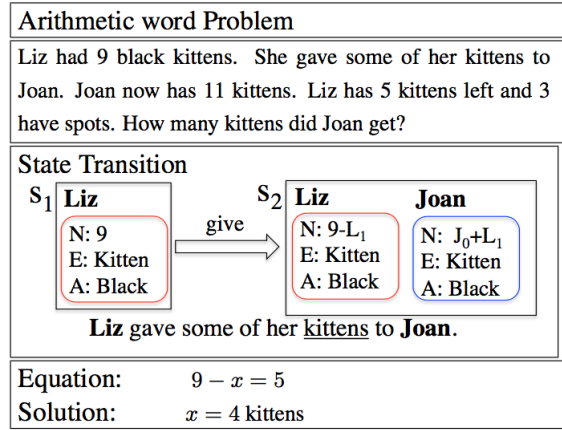 Arithmetic word Problem
Liz had 9 black kittens. She gave some of her kittens to
Joan. Joan now has 11 kittens. Liz has 5 kittens left and 3
have spots. How many kittens did Joan get?
State Transition
S₁ Liz
N: 9
E: Kitten
A: Black
give
S₂ Liz
N: 9-L₁
E: Kitten
A: Black
Joan
N: J₀+L₁
E: Kitten
A: Black
Liz gave some of her kittens to Joan.
Equation: 9 − x = 5
Solution: x = 4 kittens